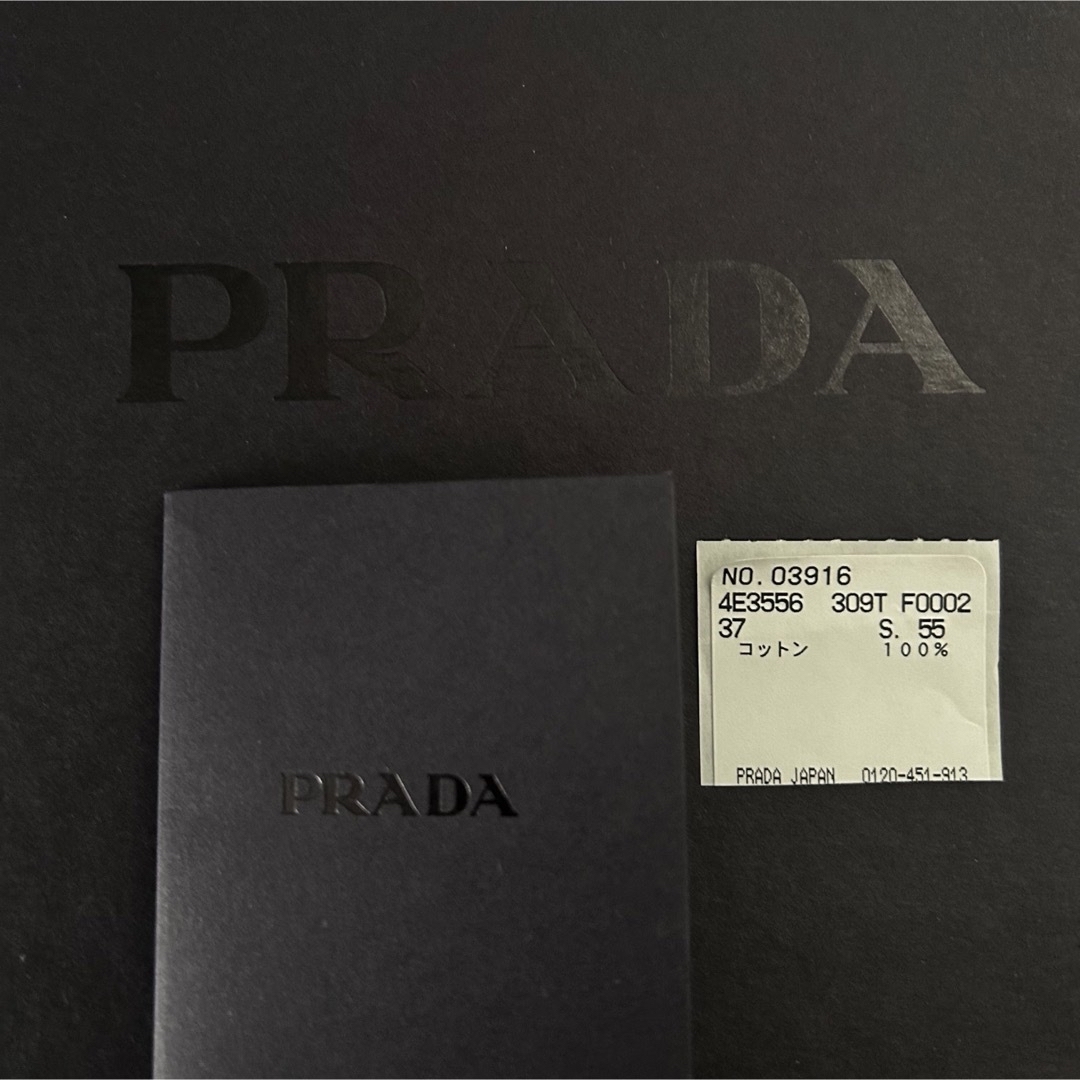 PRADA
PRADA
NO. 03916
4E3556 309T F0002
37 S. 55
コットン 100%
PRADA JAPAN 0120-451-913